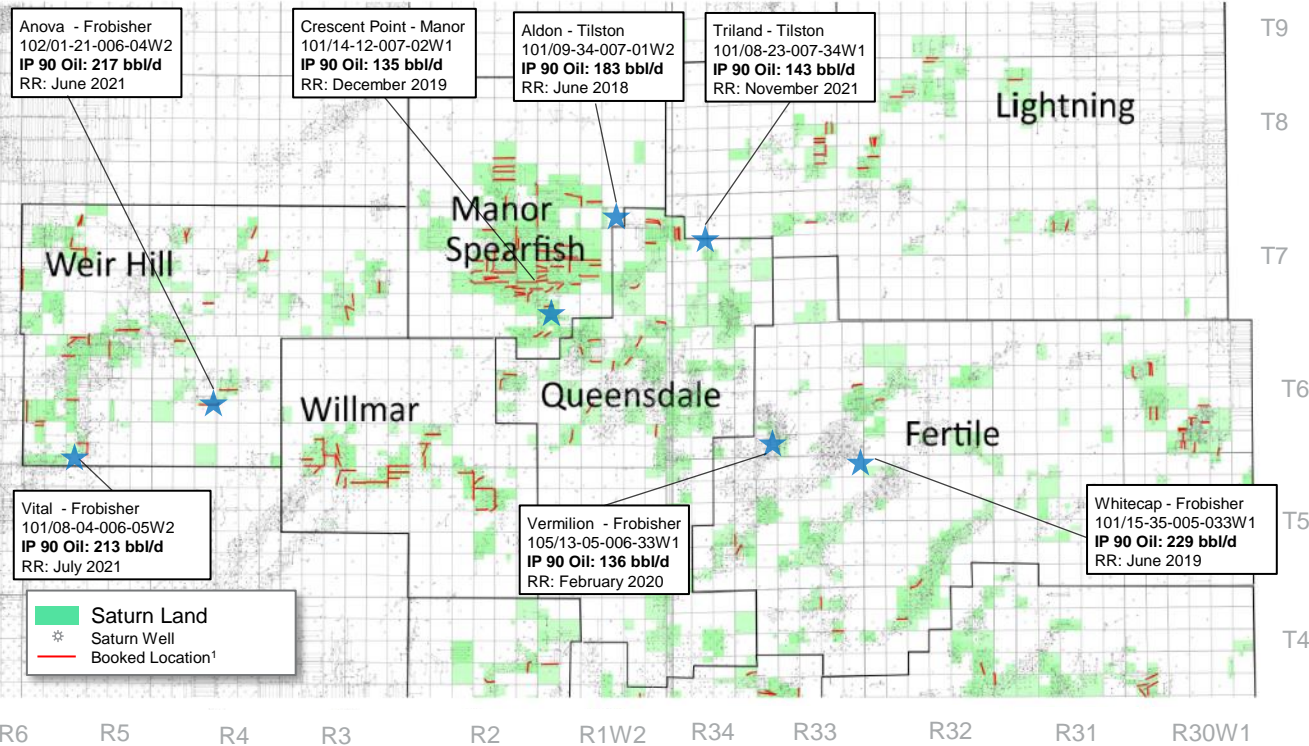 Anova - Frobisher
102/01-21-006-04W2
IP 90 Oil: 217 bbl/d
RR: June 2021
Crescent Point - Manor
101/14-12-007-02W1
IP 90 Oil: 135 bbl/d
RR: December 2019
Aldon - Tilston
101/09-34-007-01W2
IP 90 Oil: 183 bbl/d
RR: June 2018
Triland - Tilston
101/08-23-007-34W1
IP 90 Oil: 143 bbl/d
RR: November 2021
T9
Lightning
T8
Manor
Spearfish
Weir Hill
T7
Willmar
Queensdale
Fertile
T6
Vital - Frobisher
101/08-04-006-05W2
IP 90 Oil: 213 bbl/d
RR: July 2021
Vermilion - Frobisher
105/13-05-006-33W1
IP 90 Oil: 136 bbl/d
RR: February 2020
Whitecap - Frobisher
101/15-35-005-033W1
IP 90 Oil: 229 bbl/d
RR: June 2019
T5
Saturn Land
Saturn Well
Booked Location¹
T4
R6 R5 R4 R3 R2 R1W2 R34 R33 R32 R31 R30W1